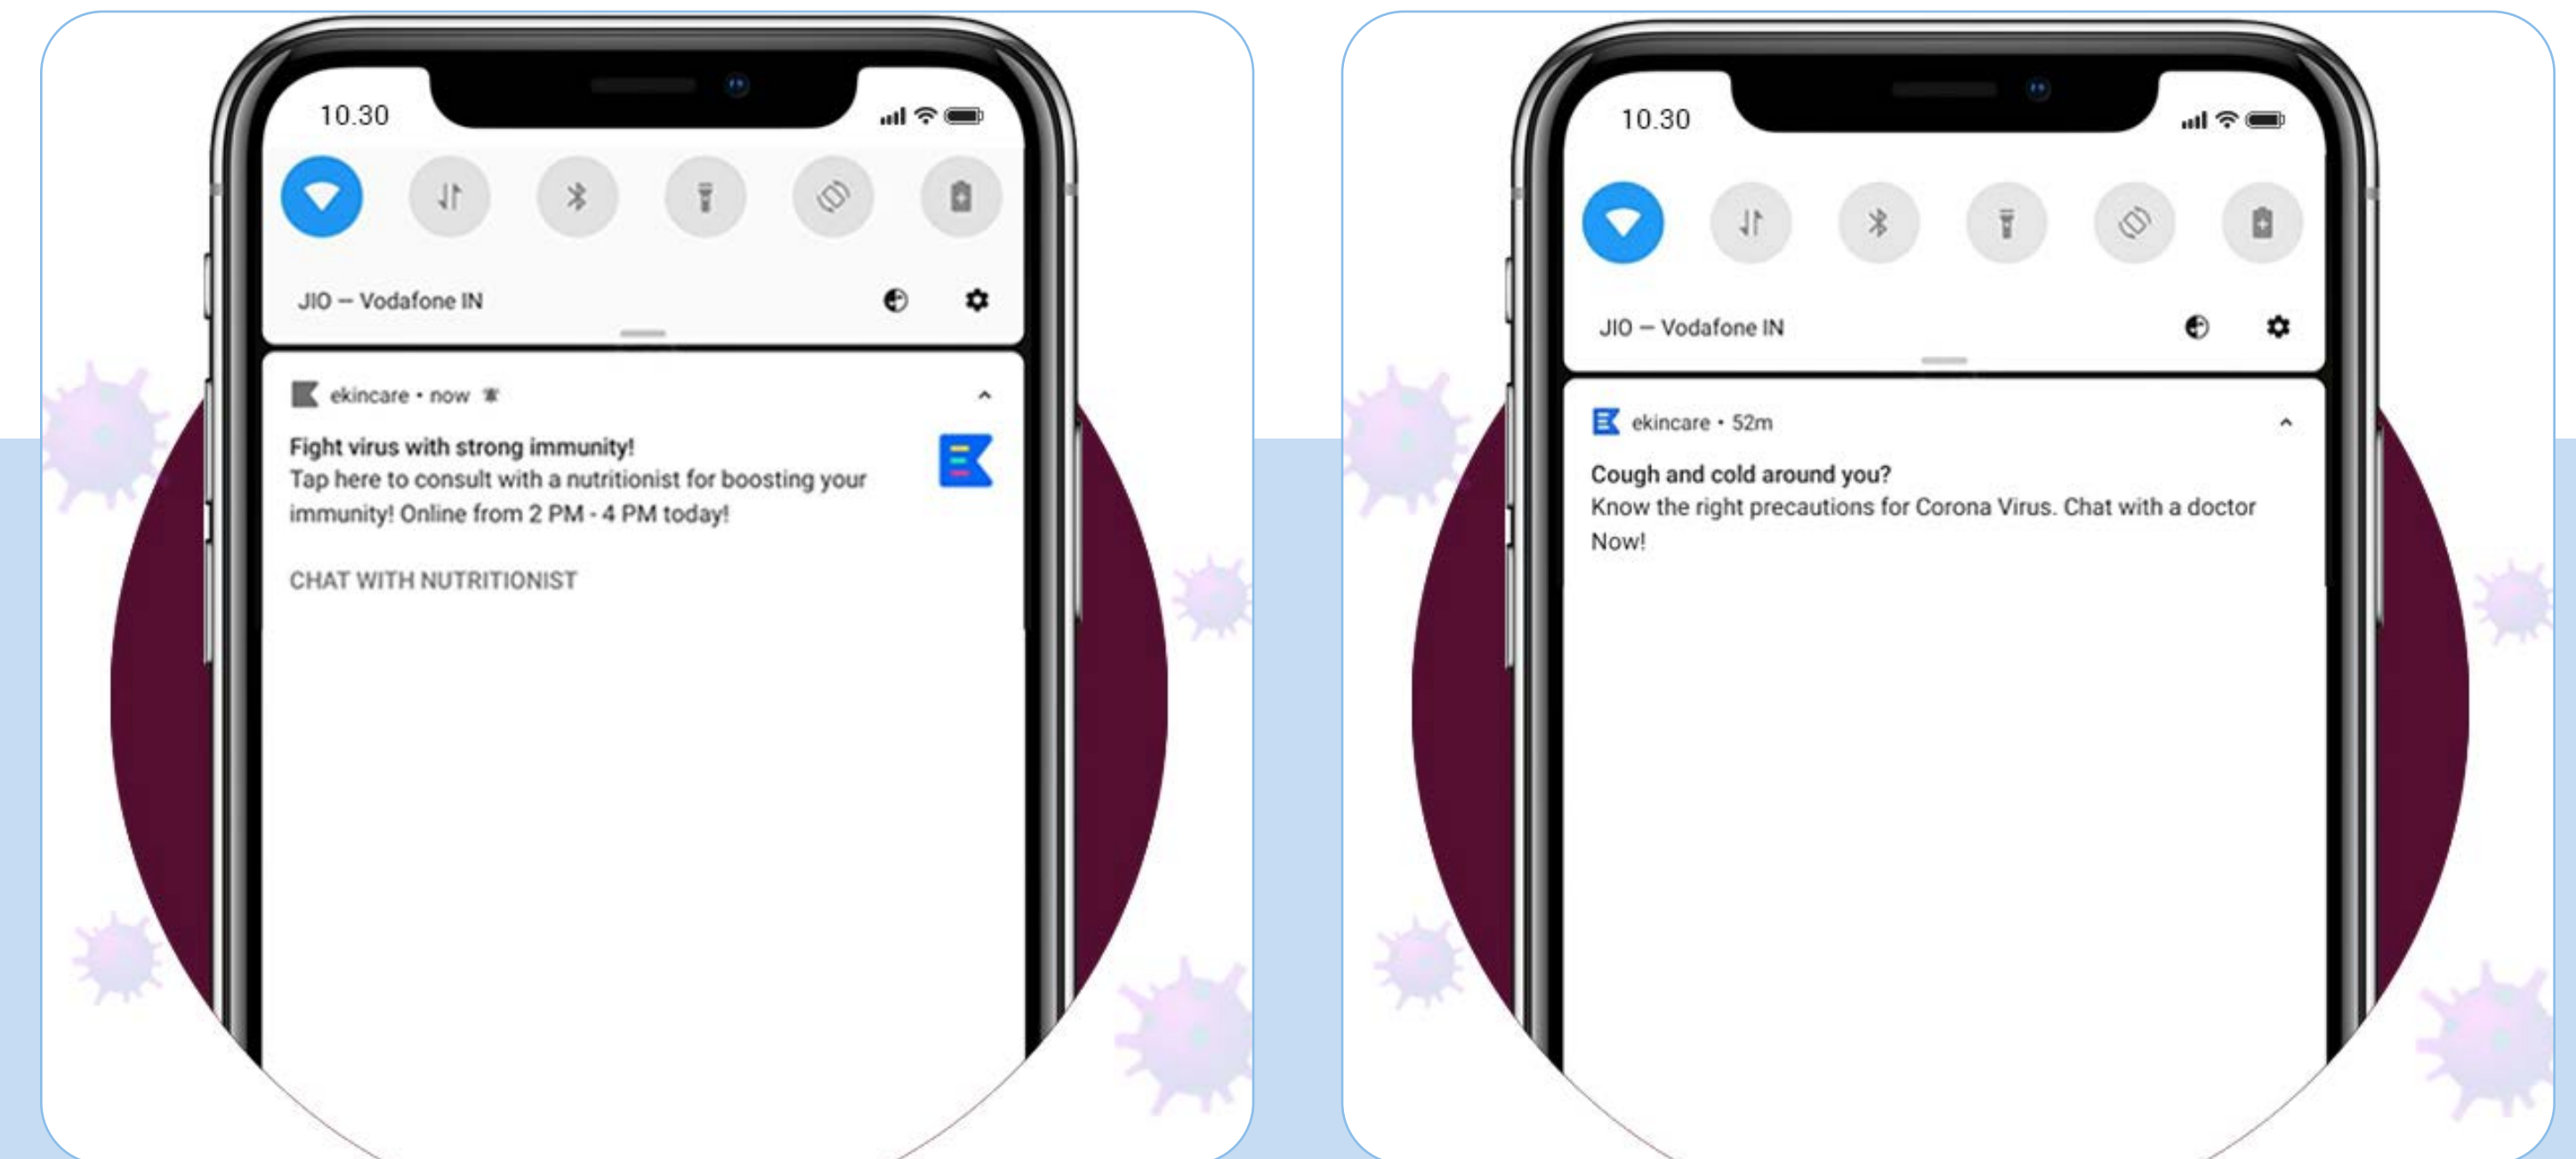 10.30
JIO — Vodafone IN
ekincare • now
Fight virus with strong immunity!
Tap here to consult with a nutritionist for boosting your
immunity! Online from 2 PM - 4 PM today!
CHAT WITH NUTRITIONIST
10.30
JIO — Vodafone IN
ekincare • 52m
Cough and cold around you?
Know the right precautions for Corona Virus. Chat with a doctor
Now!